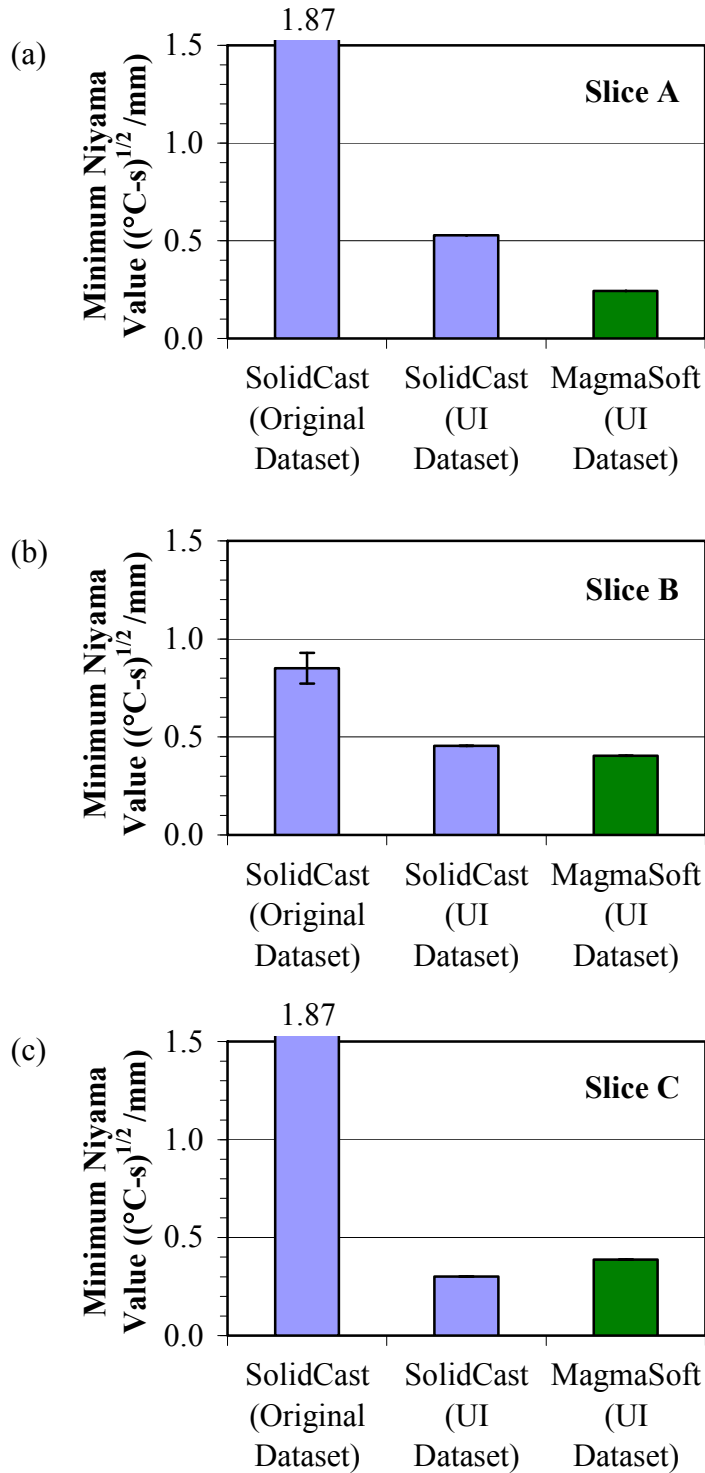 (a)
1.87
Minimum Niyama
Value ((°C-s)^1/2 /mm)
1.5
1.0
0.5
0.0
Slice A
SolidCast
(Original
Dataset)
SolidCast
(UI
Dataset)
MagmaSoft
(UI
Dataset)
(b)
Minimum Niyama
Value ((°C-s)^1/2 /mm)
1.5
1.0
0.5
0.0
Slice B
SolidCast
(Original
Dataset)
SolidCast
(UI
Dataset)
MagmaSoft
(UI
Dataset)
(c)
1.87
Minimum Niyama
Value ((°C-s)^1/2 /mm)
1.5
1.0
0.5
0.0
Slice C
SolidCast
(Original
Dataset)
SolidCast
(UI
Dataset)
MagmaSoft
(UI
Dataset)